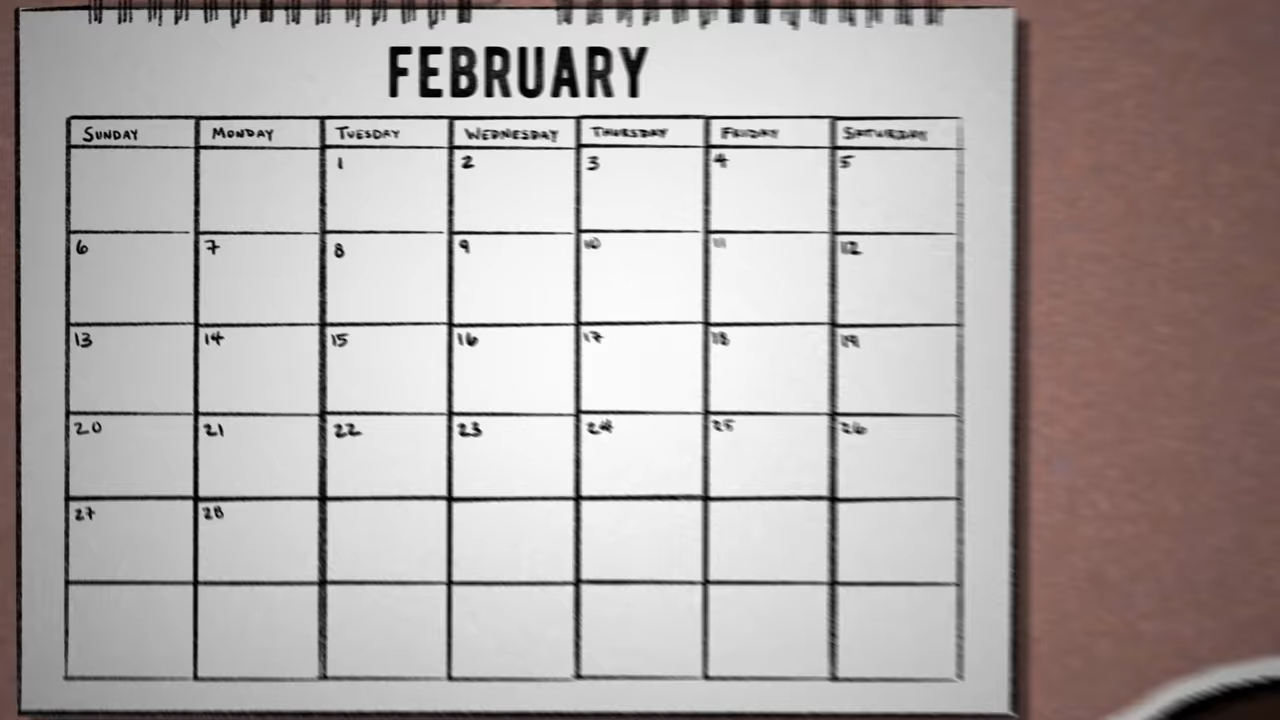 FEBRUARY
SUNDAY MONDAY TUESDAY WEDNESDAY THURSDAY FRIDAY SATURDAY
1 2 3 4 5
6 7 8 9 10 11 12
13 14 15 16 17 18 19
20 21 22 23 24 25 26
27 28